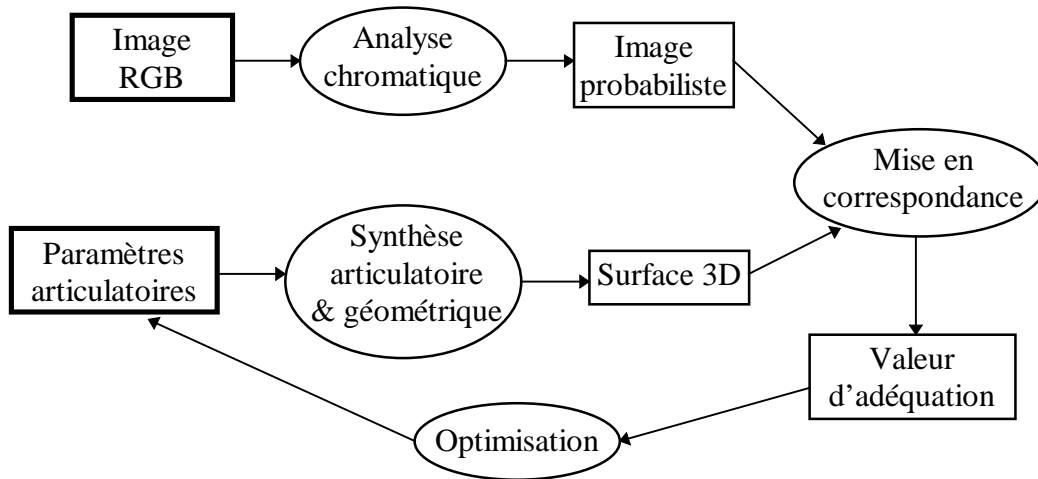 Image
RGB
Analyse
chromatique
Image
probabiliste
Mise en
correspondance
Paramètres
articulatoires
Synthèse
articulatoire
& géométrique
Surface 3D
Valeur
d’adéquation
Optimisation